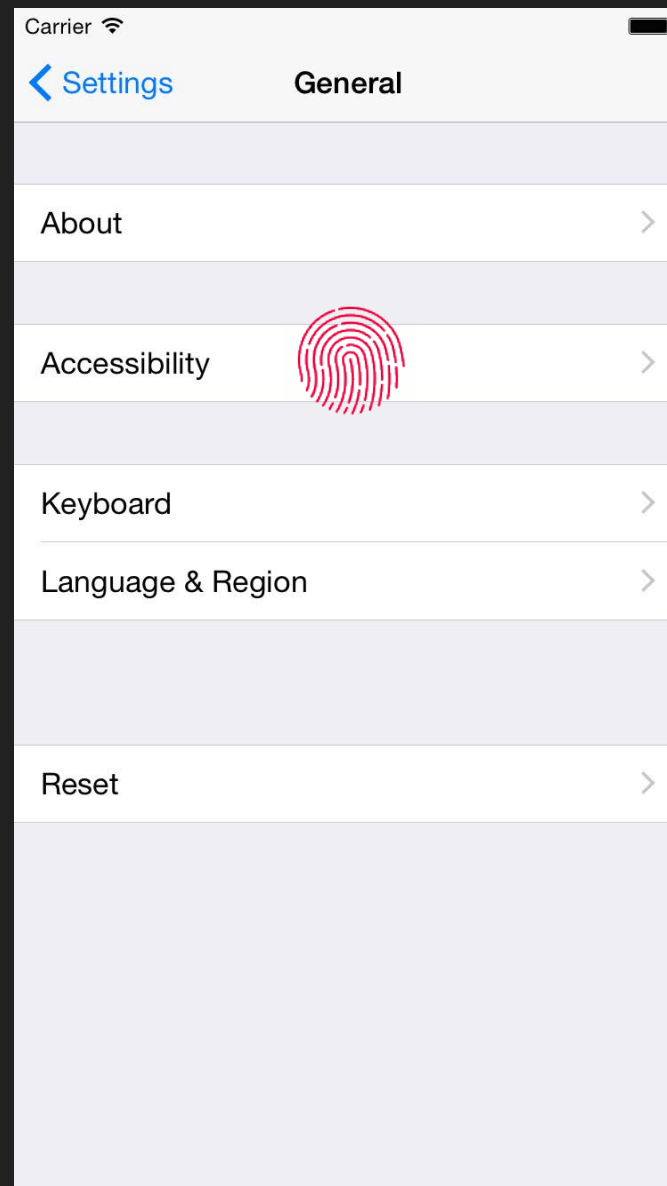 Carrier
Settings
General
About
Accessibility
Keyboard
Language & Region
Reset